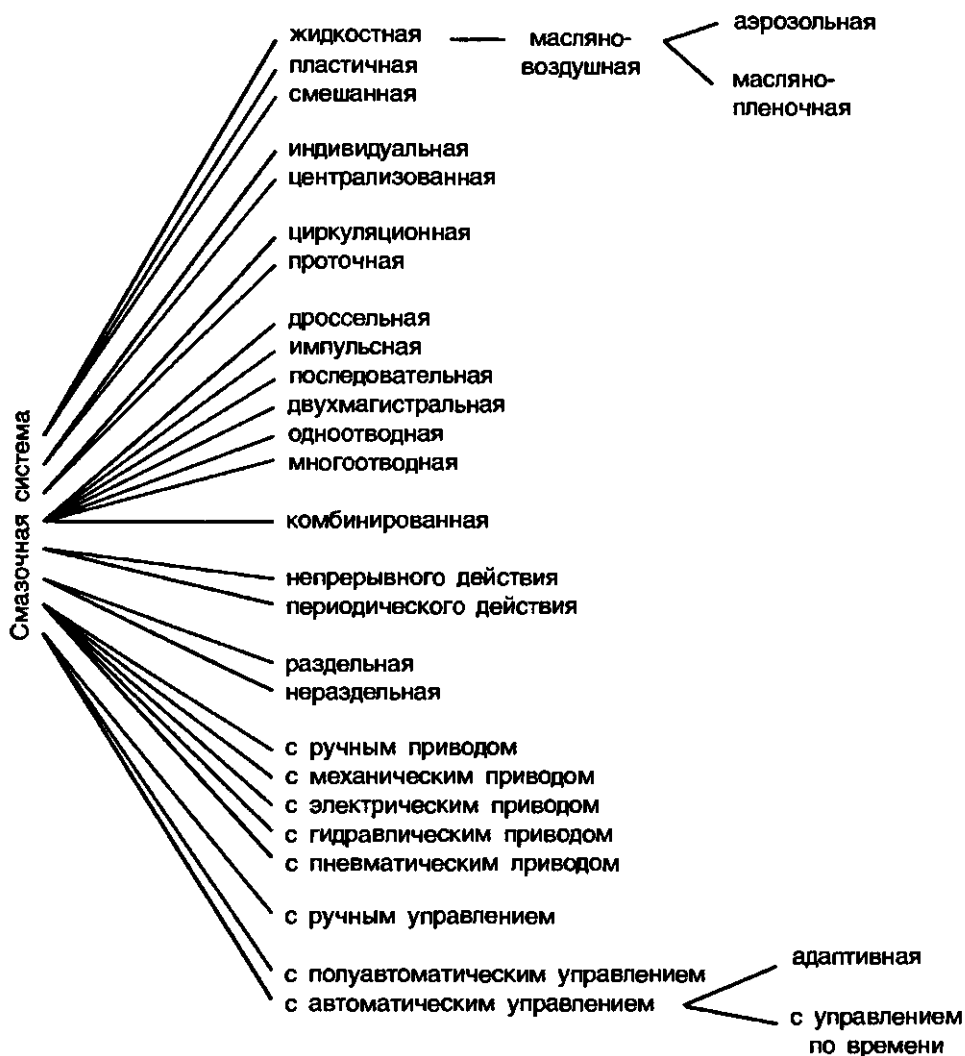 Смазочная система
жидкостная
масляно-
воздушная
аэрозольная
масляно-
пленочная
пластичная
смешанная
индивидуальная
централизованная
циркуляционная
проточная
дроссельная
импульсная
последовательная
двухмагистральная
одноотводная
многоотводная
комбинированная
непрерывного действия
периодического действия
раздельная
нераздельная
с ручным приводом
с механическим приводом
с электрическим приводом
с гидравлическим приводом
с пневматическим приводом
с ручным управлением
с полуавтоматическим управлением
с автоматическим управлением
адаптивная
с управлением
по времени